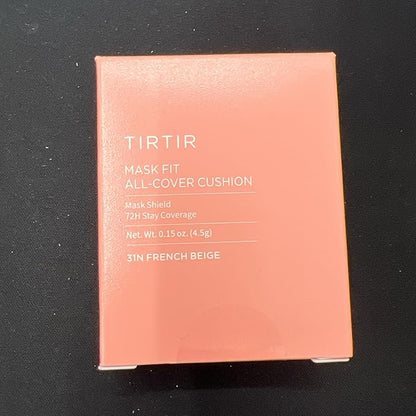 TIRTIR
MASK FIT
ALL-COVER CUSHION
Mask Shield
72H Stay Coverage
Net. Wt. 0.15 oz. (4.5g)
31N FRENCH BEIGE